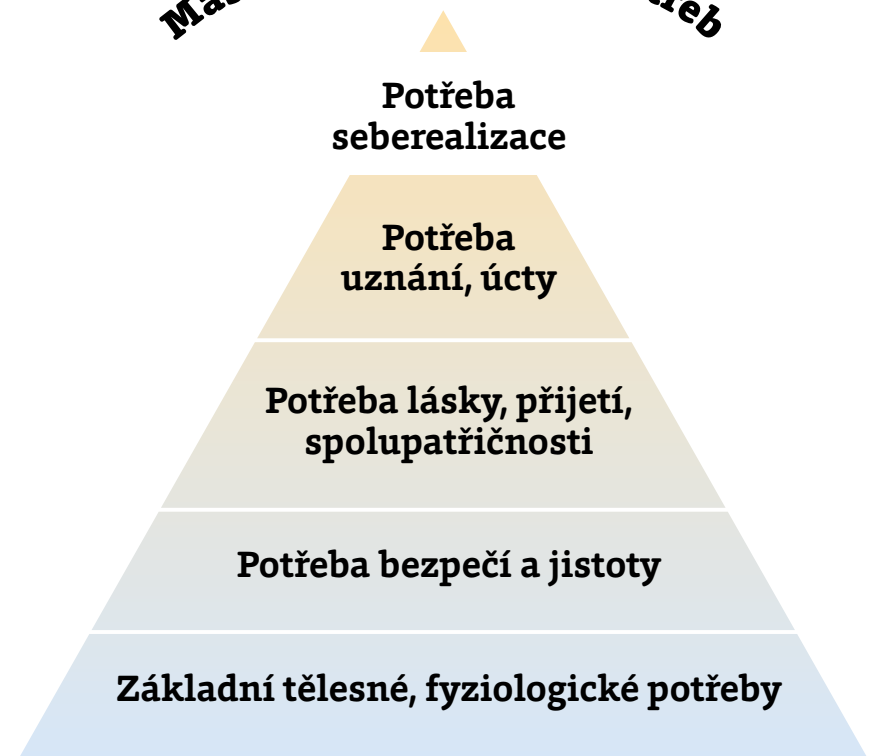 Potřeba
seberealizace
Potřeba
uznání, úcty
Potřeba lásky, přijetí,
spolupatřičnosti
Potřeba bezpečí a jistoty
Základní tělesné, fyziologické potřeby